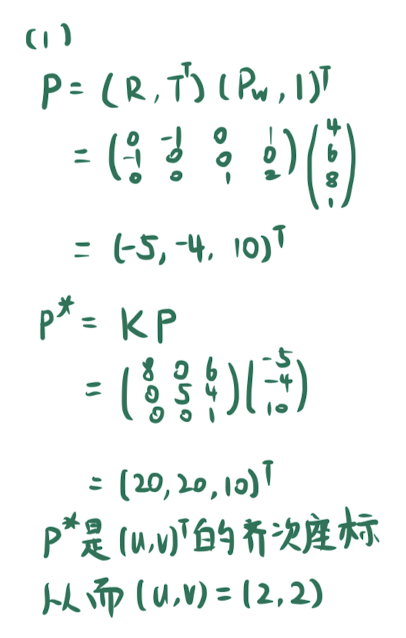 (1)
P = (R, T^T) (P_w, 1)^T
= ( 0 -1 0 1 ) ( 4 )
-1 0 0 0 6
0 0 1 2 8
1
= (-5, -4, 10)^T
P* = K P
= ( 8 0 6 ) ( -5 )
0 5 4 -4
0 0 1 10
= (20, 20, 10)^T
P*是(u,v)^T的齐次座标
从而(u,v)=(2,2)